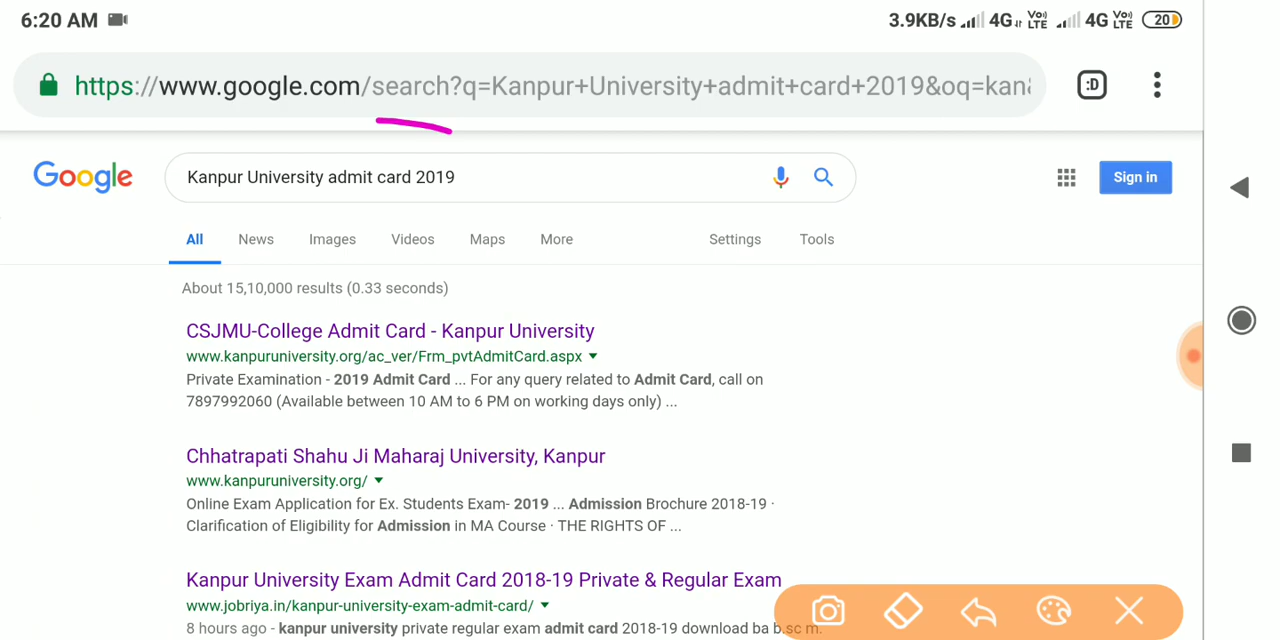 6:20 AM 3.9KB/s 4G Vo) LTE 4G Vo) LTE 20
https://www.google.com/search?q=Kanpur+University+admit+card+2019&oq=kan& :D
Google Kanpur University admit card 2019 Sign in
All News Images Videos Maps More Settings Tools
About 15,10,000 results (0.33 seconds)
CSJMU-College Admit Card - Kanpur University
www.kanpuruniversity.org/ac_ver/Frm_pvtAdmitCard.aspx
Private Examination - 2019 Admit Card ... For any query related to Admit Card, call on
7897992060 (Available between 10 AM to 6 PM on working days only) ...
Chhatrapati Shahu Ji Maharaj University, Kanpur
www.kanpuruniversity.org/
Online Exam Application for Ex. Students Exam- 2019 ... Admission Brochure 2018-19 ·
Clarification of Eligibility for Admission in MA Course · THE RIGHTS OF ...
Kanpur University Exam Admit Card 2018-19 Private & Regular Exam
www.jobriya.in/kanpur-university-exam-admit-card/
8 hours ago - kanpur university private regular exam admit card 2018-19 download ba b.sc m.